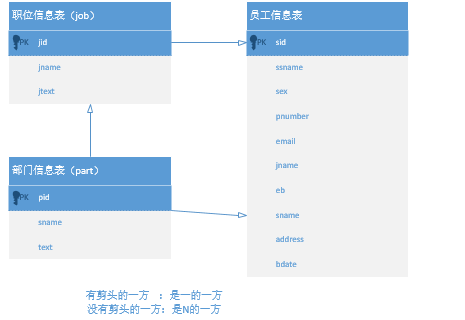 职位信息表（job）
PK jid
jname
jtext
员工信息表
PK sid
ssname
sex
pnumber
email
jname
eb
sname
address
bdate
部门信息表（part）
PK pid
sname
text
有剪头的一方 ：是一的一方
没有剪头的一方：是N的一方